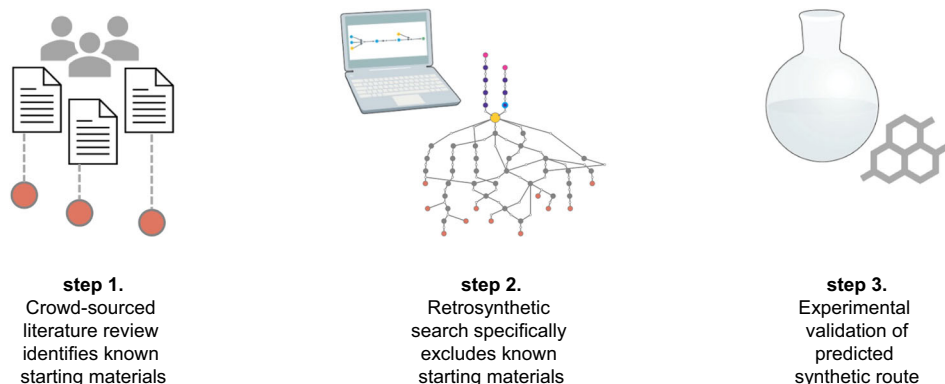 step 1.
Crowd-sourced
literature review
identifies known
starting materials
step 2.
Retrosynthetic
search specifically
excludes known
starting materials
step 3.
Experimental
validation of
predicted
synthetic route